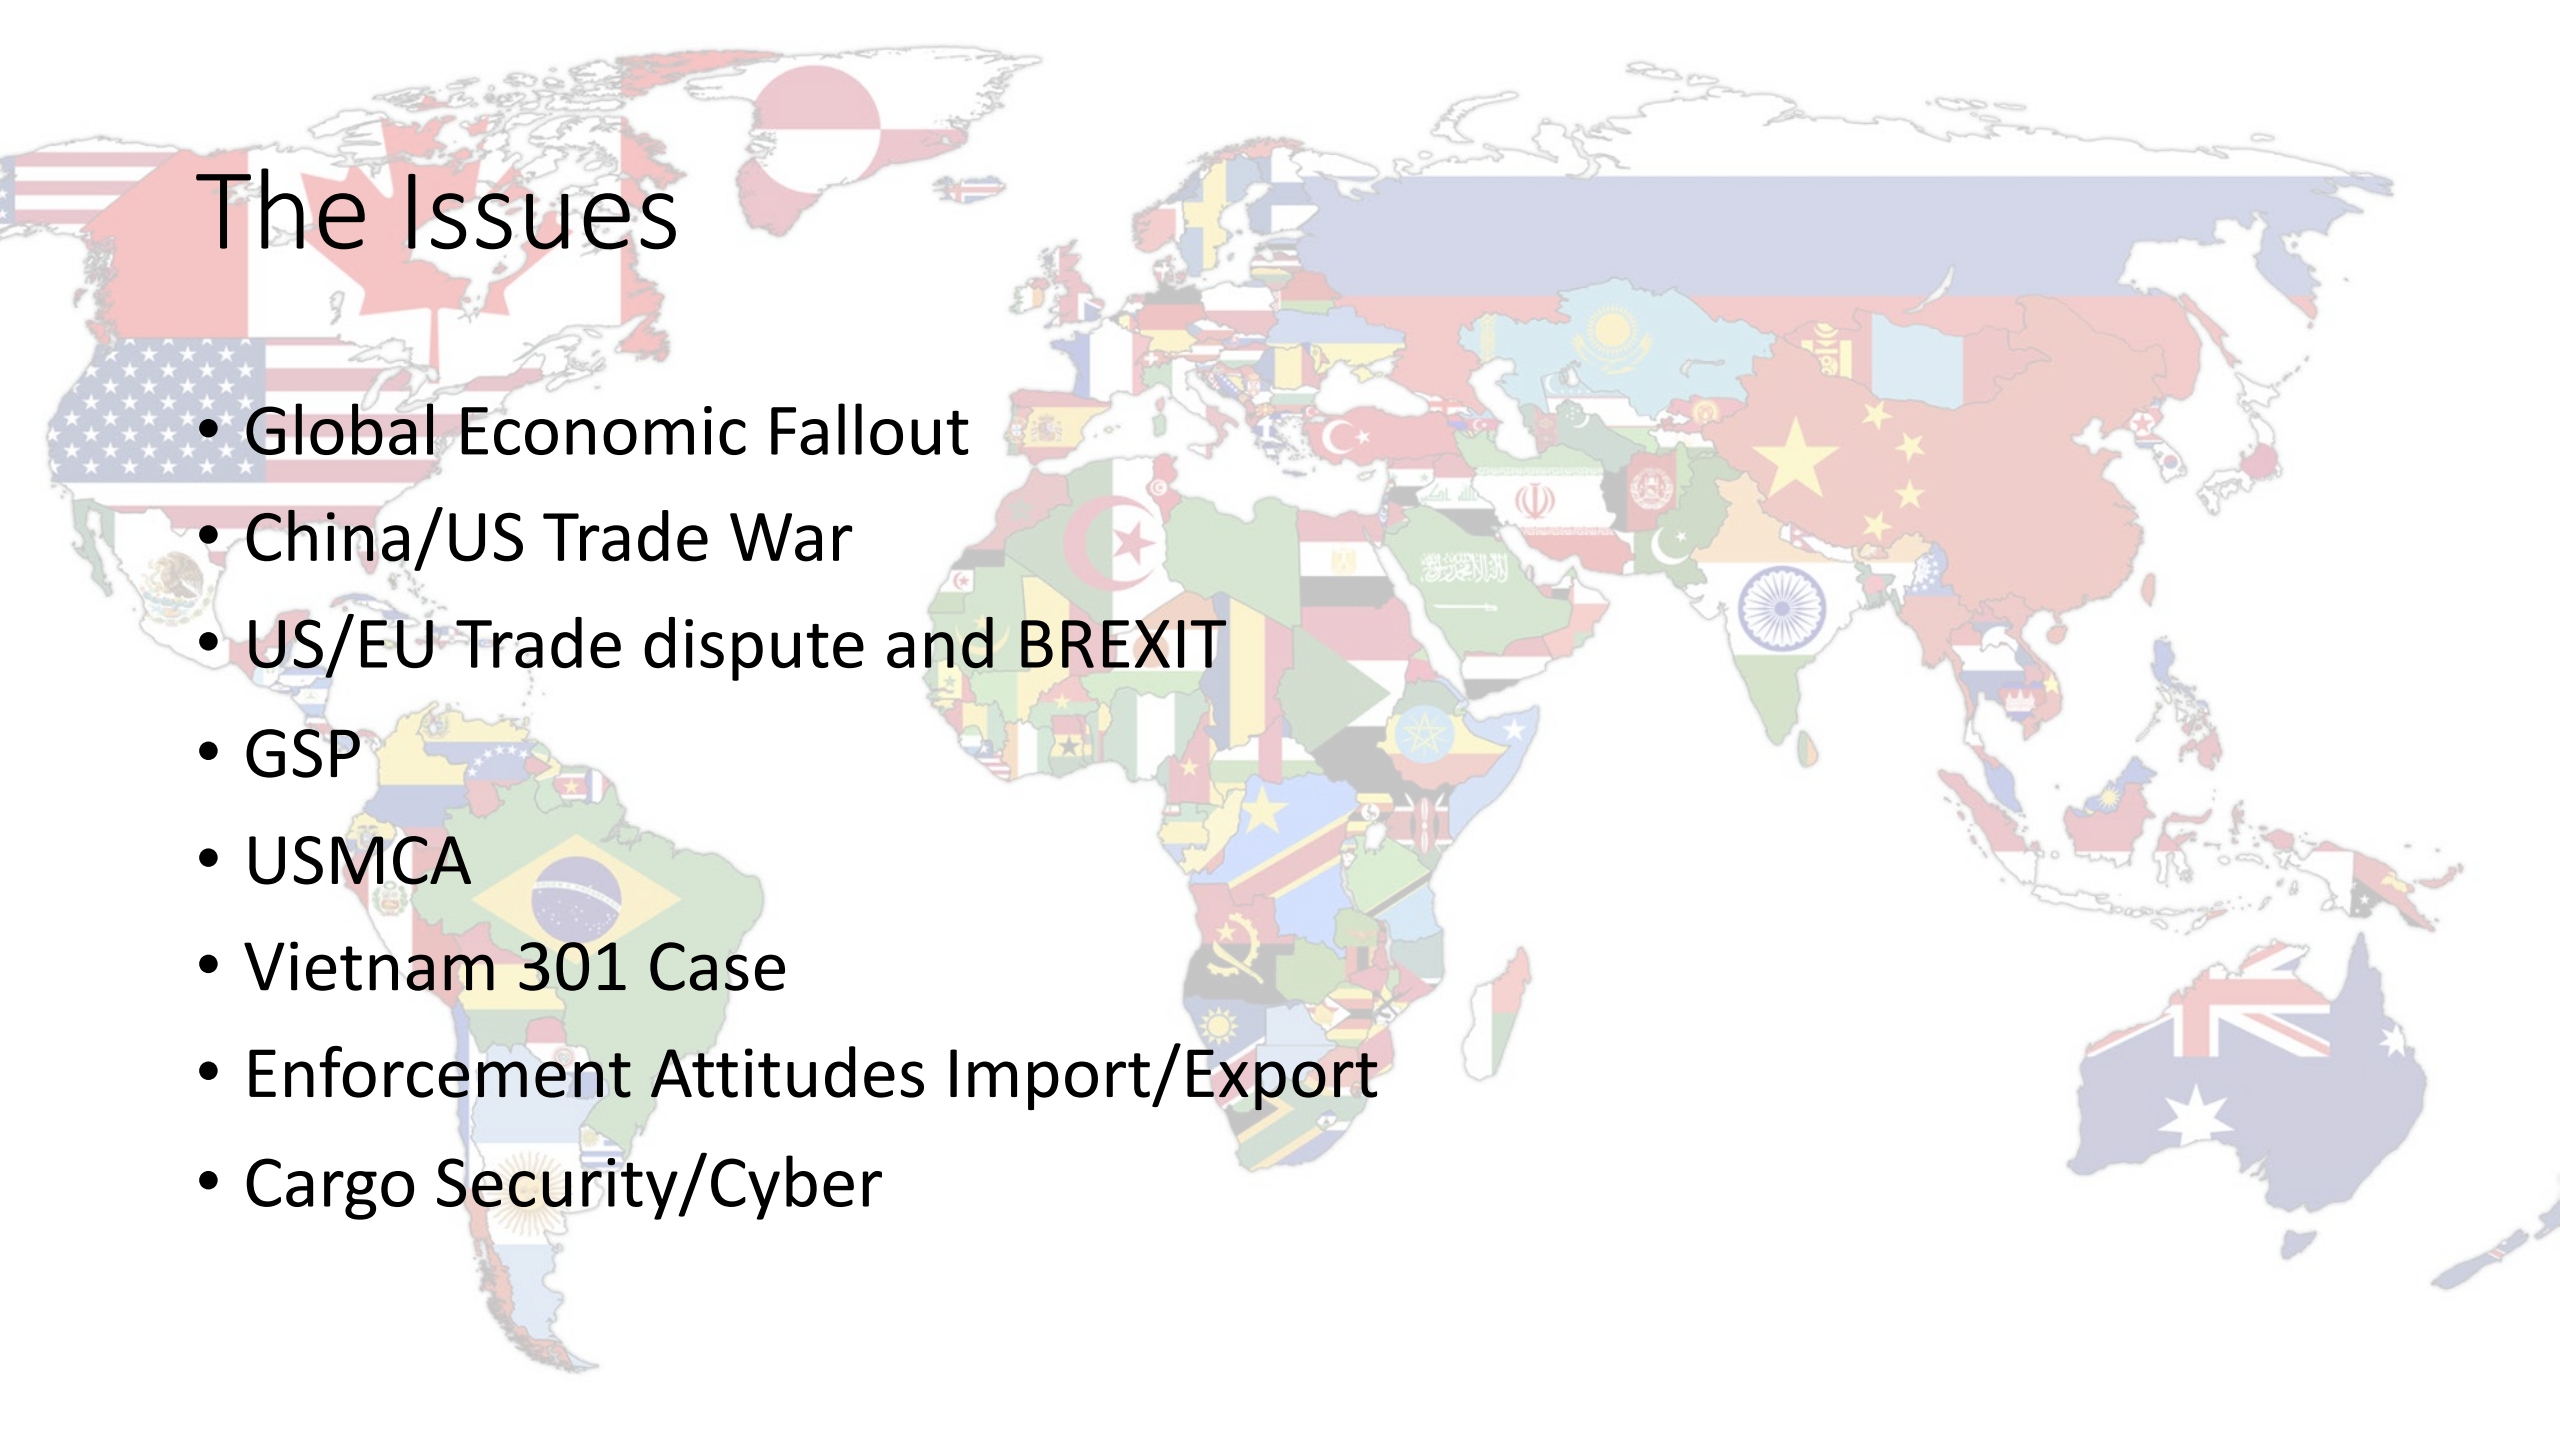 The Issues
• Global Economic Fallout
• China/US Trade War
• US/EU Trade dispute and BREXIT
• GSP
• USMCA
• Vietnam 301 Case
• Enforcement Attitudes Import/Export
• Cargo Security/Cyber